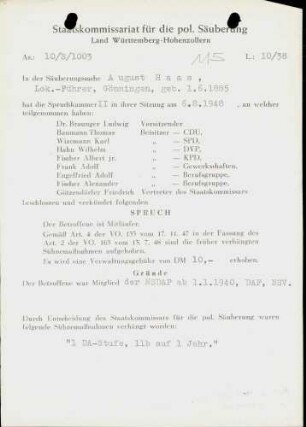 Staatskommissariat für die pol. Säuberung
Land Württemberg-Hohenzollern
Az.: 10/B/1003
115
L: 10/38
In der Säuberungssache August Haas,
Lok.-Führer, Gönningen, geb. 1.6.1885
hat die Spruchkammer II in ihrer Sitzung am 6.8.1948 , an welcher
teilgenommen haben:
Dr. Branger Ludwig Vorsitzender
Baumann Thomas Beisitzer — CDU,
Wiremann Karl „ — SPD,
Hahn Wilhelm „ — DVP,
Fischer Albert jr. „ — KPD,
Frank Adolf „ — Gewerkschaften,
Engelfried Adolf „ — Berufsgruppe,
Fischer Alexander „ — Berufsgruppe,
Gönzensdörfer Friedrich Vertreter des Staatskommissars
beschlossen und verkündet folgenden
SPRUCH
Der Betroffene ist Mitläufer.
Gemäß Art. 4 der VO. 133 vom 17. 11. 47 in der Fassung des
Art. 2 der VO. 165 vom 13. 7. 48 sind die früher verhängten
Sühnemaßnahmen aufgehoben.
Es wird eine Verwaltungsgebühr von DM 10,- erhoben.
Gründe
Der Betroffene war Mitglied der NSDAP ab 1.1.1940, DAF, NSV.
Durch Entscheidung des Staatskommissars für die pol. Säuberung waren
folgende Sühnemaßnahmen verhängt worden:
"1 DA-Stufe, 11b auf 1 Jahr."